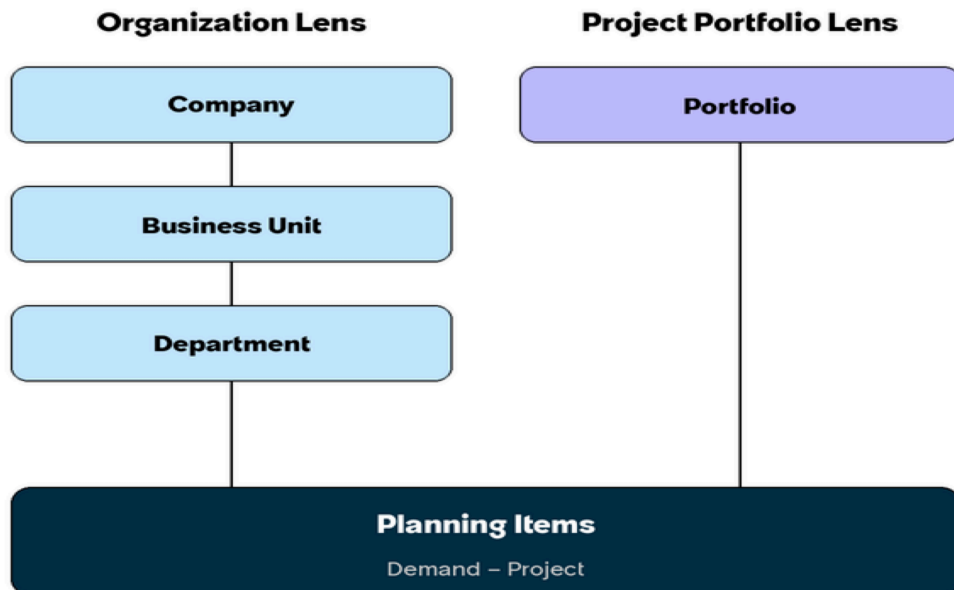 Organization Lens
Project Portfolio Lens
Company
Portfolio
Business Unit
Department
Planning Items
Demand – Project